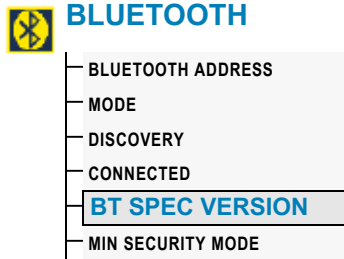 BLUETOOTH
BLUETOOTH ADDRESS
MODE
DISCOVERY
CONNECTED
BT SPEC VERSION
MIN SECURITY MODE